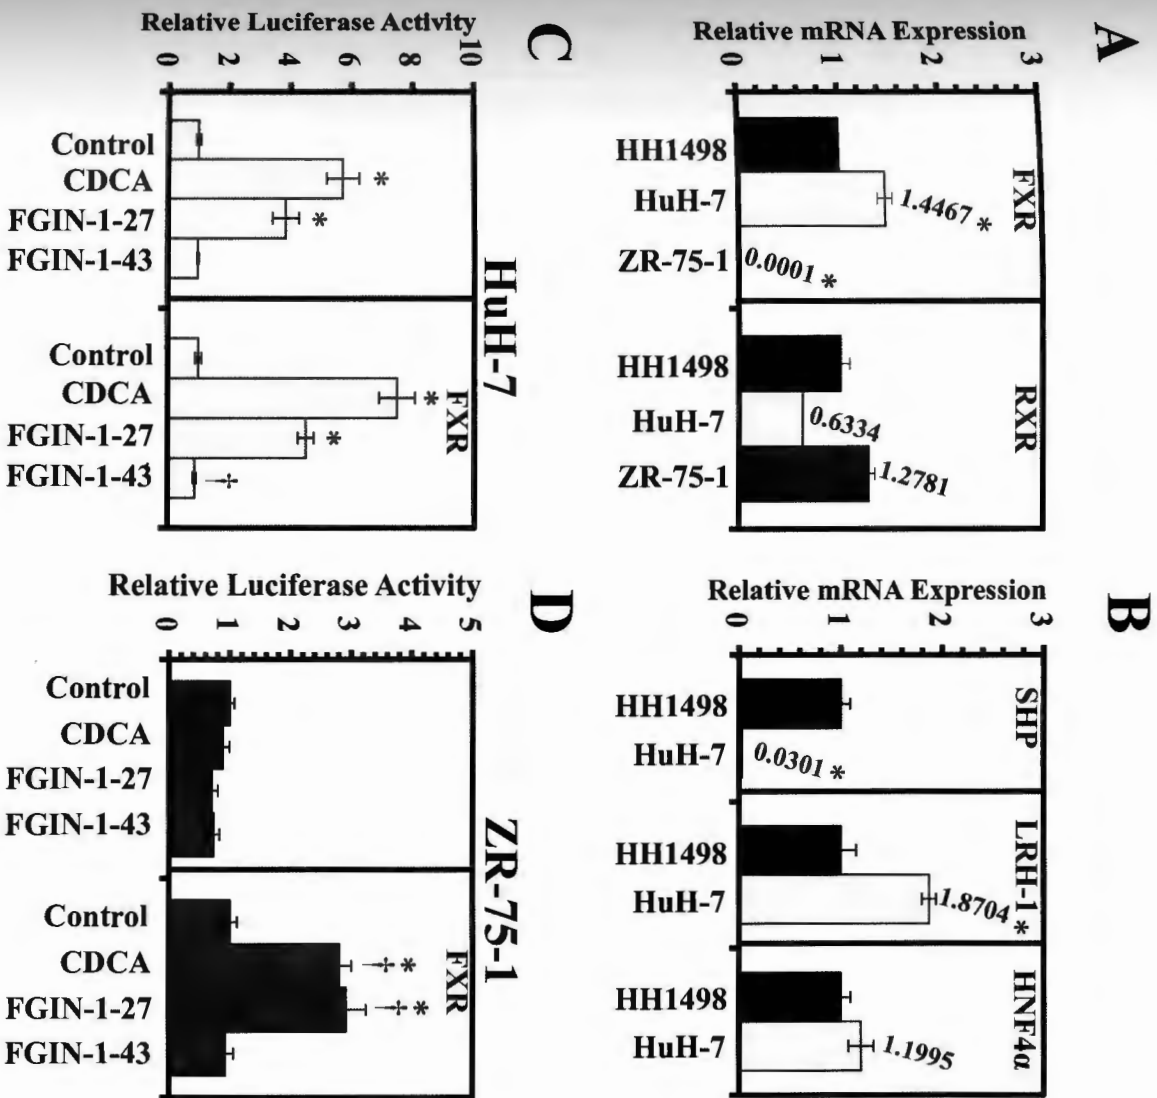 A
FXR
RXR
Relative mRNA Expression
3
2
1
0
1.4467 *
0.0001 *
0.6334
1.2781
HH1498
HuH-7
ZR-75-1
HH1498
HuH-7
ZR-75-1
B
SHP
LRH-1
HNF4α
Relative mRNA Expression
3
2
1
0
0.0301 *
1.8704 *
1.1995
HH1498
HuH-7
HH1498
HuH-7
HH1498
HuH-7
C
HuH-7
FXR
Relative Luciferase Activity
10
8
6
4
2
0
*
*
*
*
†
Control
CDCA
FGIN-1-27
FGIN-1-43
Control
CDCA
FGIN-1-27
FGIN-1-43
D
ZR-75-1
FXR
Relative Luciferase Activity
5
4
3
2
1
0
*
†
*
†
Control
CDCA
FGIN-1-27
FGIN-1-43
Control
CDCA
FGIN-1-27
FGIN-1-43